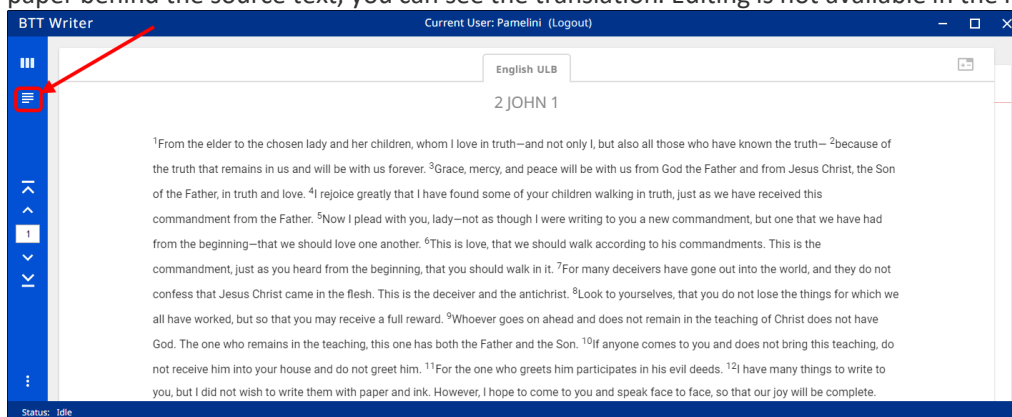 paper behind the source text, you can see the translation. Editing is not available in the
BTT Writer
Current User: Pamelini (Logout)
English ULB
2 JOHN 1
1From the elder to the chosen lady and her children, whom I love in truth—and not only I, but also all those who have known the truth— 2because of
the truth that remains in us and will be with us forever. 3Grace, mercy, and peace will be with us from God the Father and from Jesus Christ, the Son
of the Father, in truth and love. 4I rejoice greatly that I have found some of your children walking in truth, just as we have received this
commandment from the Father. 5Now I plead with you, lady—not as though I were writing to you a new commandment, but one that we have had
from the beginning—that we should love one another. 6This is love, that we should walk according to his commandments. This is the
commandment, just as you heard from the beginning, that you should walk in it. 7For many deceivers have gone out into the world, and they do not
confess that Jesus Christ came in the flesh. This is the deceiver and the antichrist. 8Look to yourselves, that you do not lose the things for which we
all have worked, but so that you may receive a full reward. 9Whoever goes on ahead and does not remain in the teaching of Christ does not have
God. The one who remains in the teaching, this one has both the Father and the Son. 10If anyone comes to you and does not bring this teaching, do
not receive him into your house and do not greet him. 11For the one who greets him participates in his evil deeds. 12I have many things to write to
you, but I did not wish to write them with paper and ink. However, I hope to come to you and speak face to face, so that our joy will be complete.
1
Status: Idle